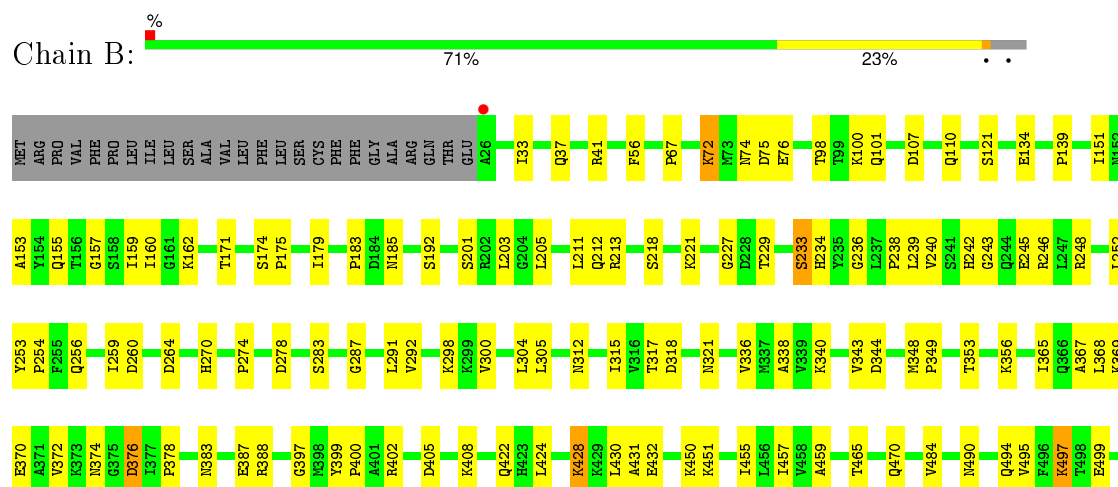 %
Chain B:
71% 23% • •
MET ARG PRO VAL PHE PRO LEU ILE LEU SER ALA VAL LEU PHE LEU SER CYS PHE PHE GLY ALA ARG GLN THR GLU A26 I33 Q37 R41 F56 P67 K72 M73 N74 D75 E76 T98 T99 K100 Q101 D107 Q110 S121 E134 P139 I151 N152
A153 Y154 Q155 T156 G157 S158 I159 I160 G161 K162 T171 S174 P175 I179 P183 D184 N185 S192 S201 R202 L203 G204 L205 L211 Q212 R213 S218 K221 G227 D228 T229 S233 H234 Y235 G236 L237 P238 L239 V240 S241 H242 G243 Q244 E245 R246 L247 R248
Y253 P254 F255 Q256 I259 D260 D264 H270 P274 D278 S283 G287 L291 V292 K298 K299 V300 L304 L305 N312 I315 V316 T317 D318 N321 V336 M337 A338 V339 K340 V343 D344 M348 P349 T353 K356 I365 Q366 A367 L368 K369
E370 A371 V372 K373 N374 G375 D376 I377 P378 N383 E387 R388 G397 M398 Y399 P400 A401 R402 D405 K408 Q422 H423 L424 K428 K429 L430 A431 E432 K450 K451 I455 L456 I457 V458 A459 T465 Q470 V484 N490 Q494 V495 F496 K497 T498 E499